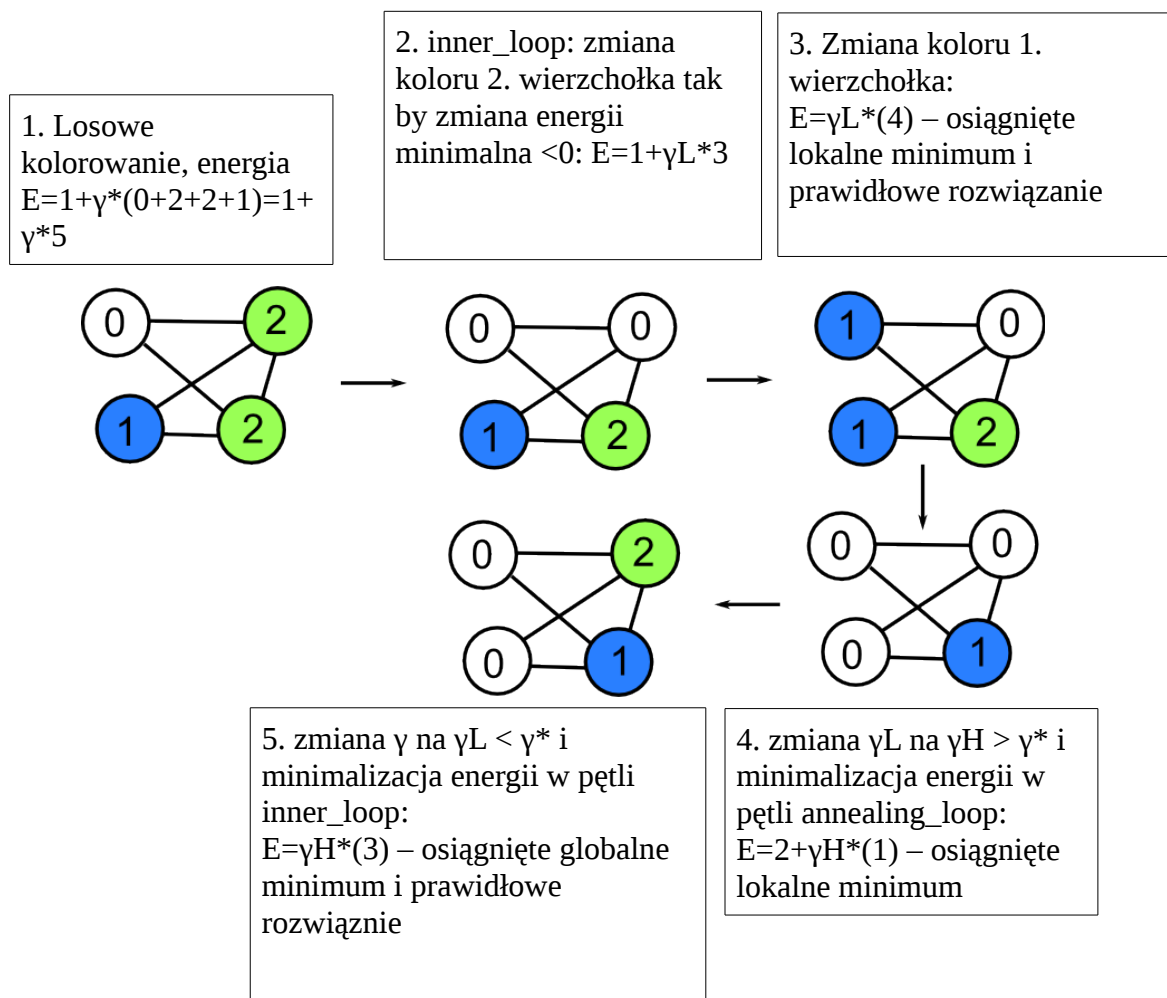 1. Losowe
kolorowanie, energia
E=1+γ*(0+2+2+1)=1+
γ*5
2. inner_loop: zmiana
koloru 2. wierzchołka tak
by zmiana energii
minimalna <0: E=1+γL*3
3. Zmiana koloru 1.
wierzchołka:
E=γL*(4) – osiągnięte
lokalne minimum i
prawidłowe rozwiązanie
0 2
1 2
0 0
1 2
1 0
1 2
0 0
0 1
0 2
0 1
4. zmiana γL na γH > γ* i
minimalizacja energii w
pętli annealing_loop:
E=2+γH*(1) – osiągnięte
lokalne minimum
5. zmiana γ na γL < γ* i
minimalizacja energii w pętli
inner_loop:
E=γH*(3) – osiągnięte globalne
minimum i prawidłowe
rozwiąznie